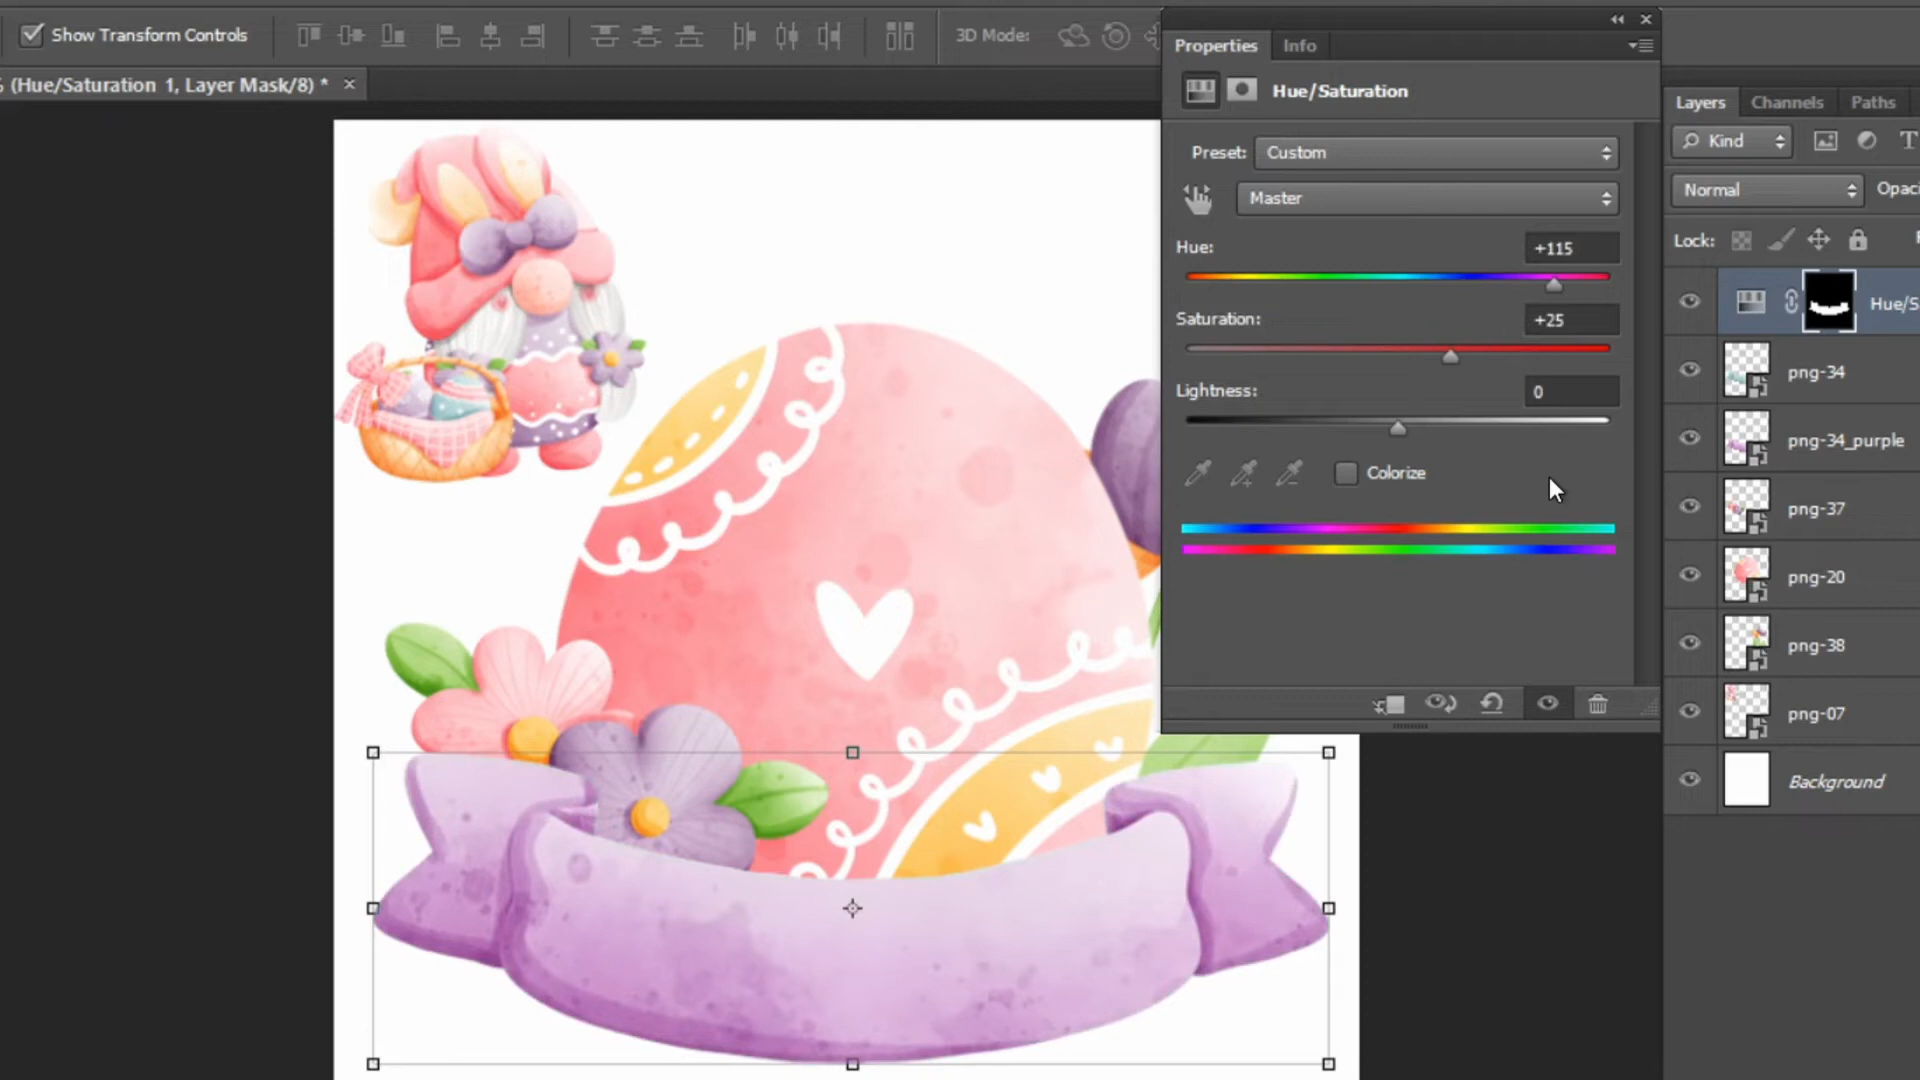 Show Transform Controls
3D Mode:
(Hue/Saturation 1, Layer Mask/8) *
Properties
Info
Hue/Saturation
Preset:
Custom
Master
Hue:
+115
Saturation:
+25
Lightness:
0
Colorize
Layers
Channels
Paths
Kind
Normal
Opaci
Lock:
Hue/S
png-34
png-34_purple
png-37
png-20
png-38
png-07
Background